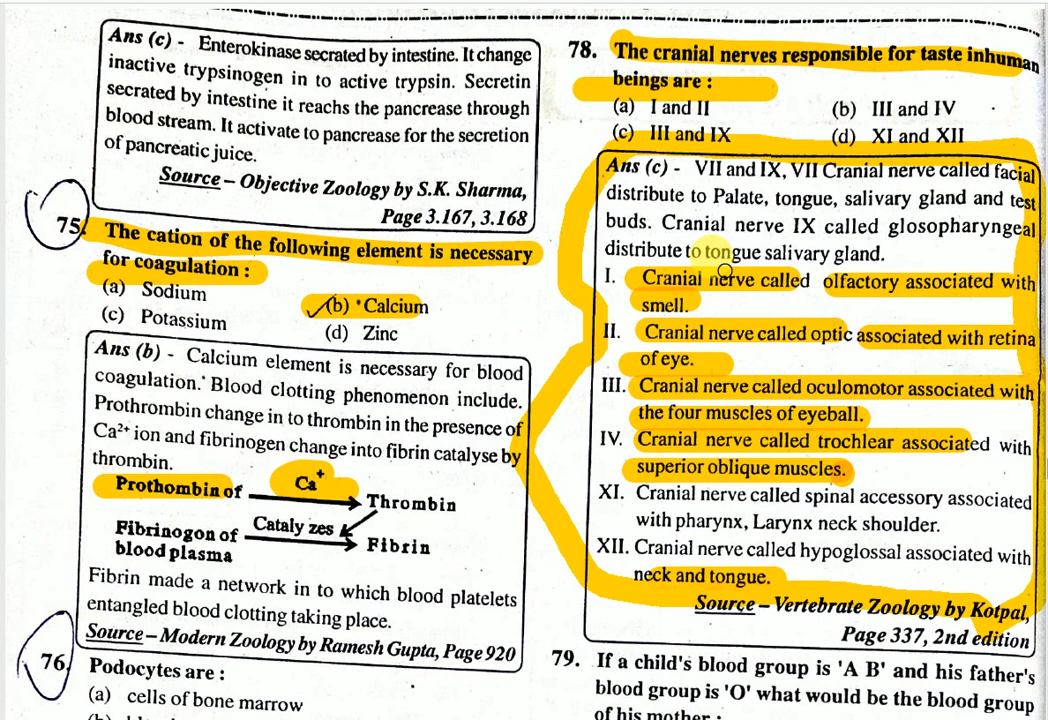 Ans (c) - Enterokinase secrated by intestine. It change
inactive trypsinogen in to active trypsin. Secretin
secrated by intestine it reachs the pancrease through
blood stream. It activate to pancrease for the secretion
of pancreatic juice.
Source – Objective Zoology by S.K. Sharma,
Page 3.167, 3.168
75. The cation of the following element is necessary
for coagulation :
(a) Sodium
(b) Calcium
(c) Potassium
(d) Zinc
Ans (b) - Calcium element is necessary for blood
coagulation. Blood clotting phenomenon include.
Prothrombin change in to thrombin in the presence of
Ca²⁺ ion and fibrinogen change into fibrin catalyse by
thrombin.
Prothombin of Ca⁺ Thrombin
Fibrinogon of Cataly zes Fibrin
blood plasma
Fibrin made a network in to which blood platelets
entangled blood clotting taking place.
Source – Modern Zoology by Ramesh Gupta, Page 920
76. Podocytes are :
(a) cells of bone marrow
78. The cranial nerves responsible for taste inhuman
beings are :
(a) I and II
(b) III and IV
(c) III and IX
(d) XI and XII
Ans (c) - VII and IX, VII Cranial nerve called facial
distribute to Palate, tongue, salivary gland and test
buds. Cranial nerve IX called glosopharyngeal
distribute to tongue salivary gland.
I. Cranial nerve called olfactory associated with
smell.
II. Cranial nerve called optic associated with retina
of eye.
III. Cranial nerve called oculomotor associated with
the four muscles of eyeball.
IV. Cranial nerve called trochlear associated with
superior oblique muscles.
XI. Cranial nerve called spinal accessory associated
with pharynx, Larynx neck shoulder.
XII. Cranial nerve called hypoglossal associated with
neck and tongue.
Source – Vertebrate Zoology by Kotpal,
Page 337, 2nd edition
79. If a child's blood group is 'A B' and his father's
blood group is 'O' what would be the blood group
of his mother :